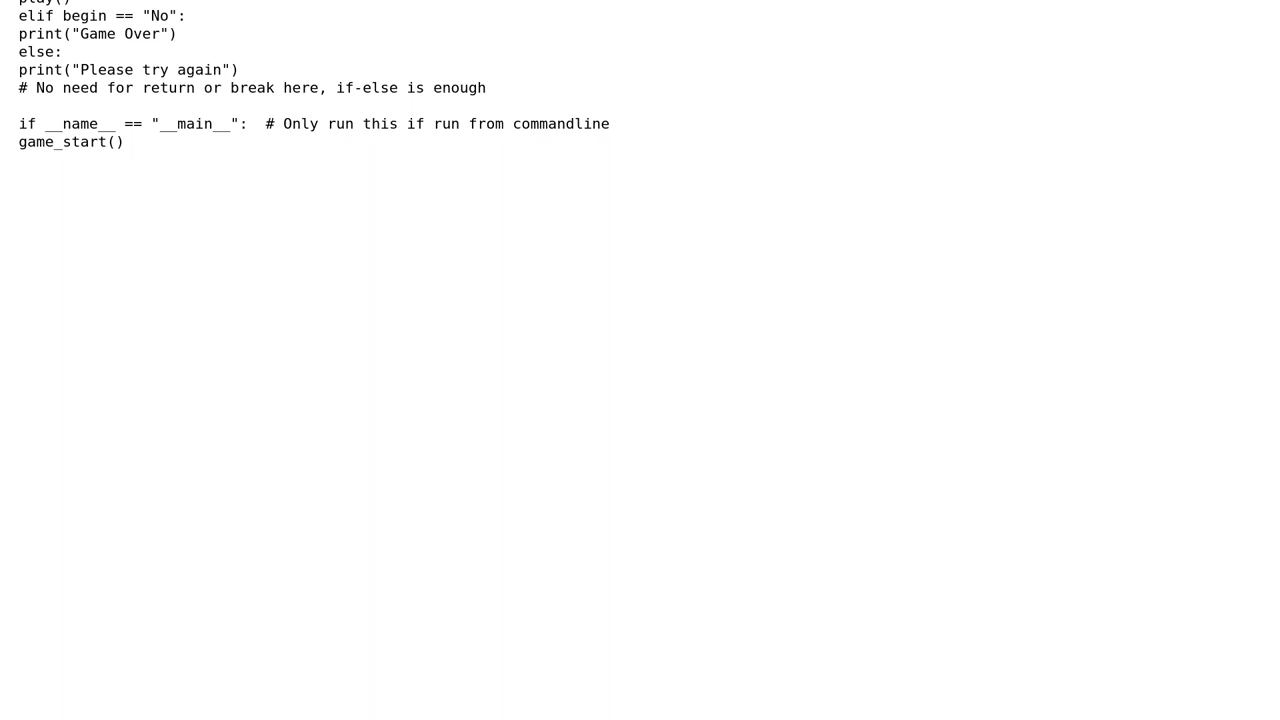 play()
elif begin == "No":
print("Game Over")
else:
print("Please try again")
# No need for return or break here, if-else is enough
if __name__ == "__main__":  # Only run this if run from commandline
game_start()